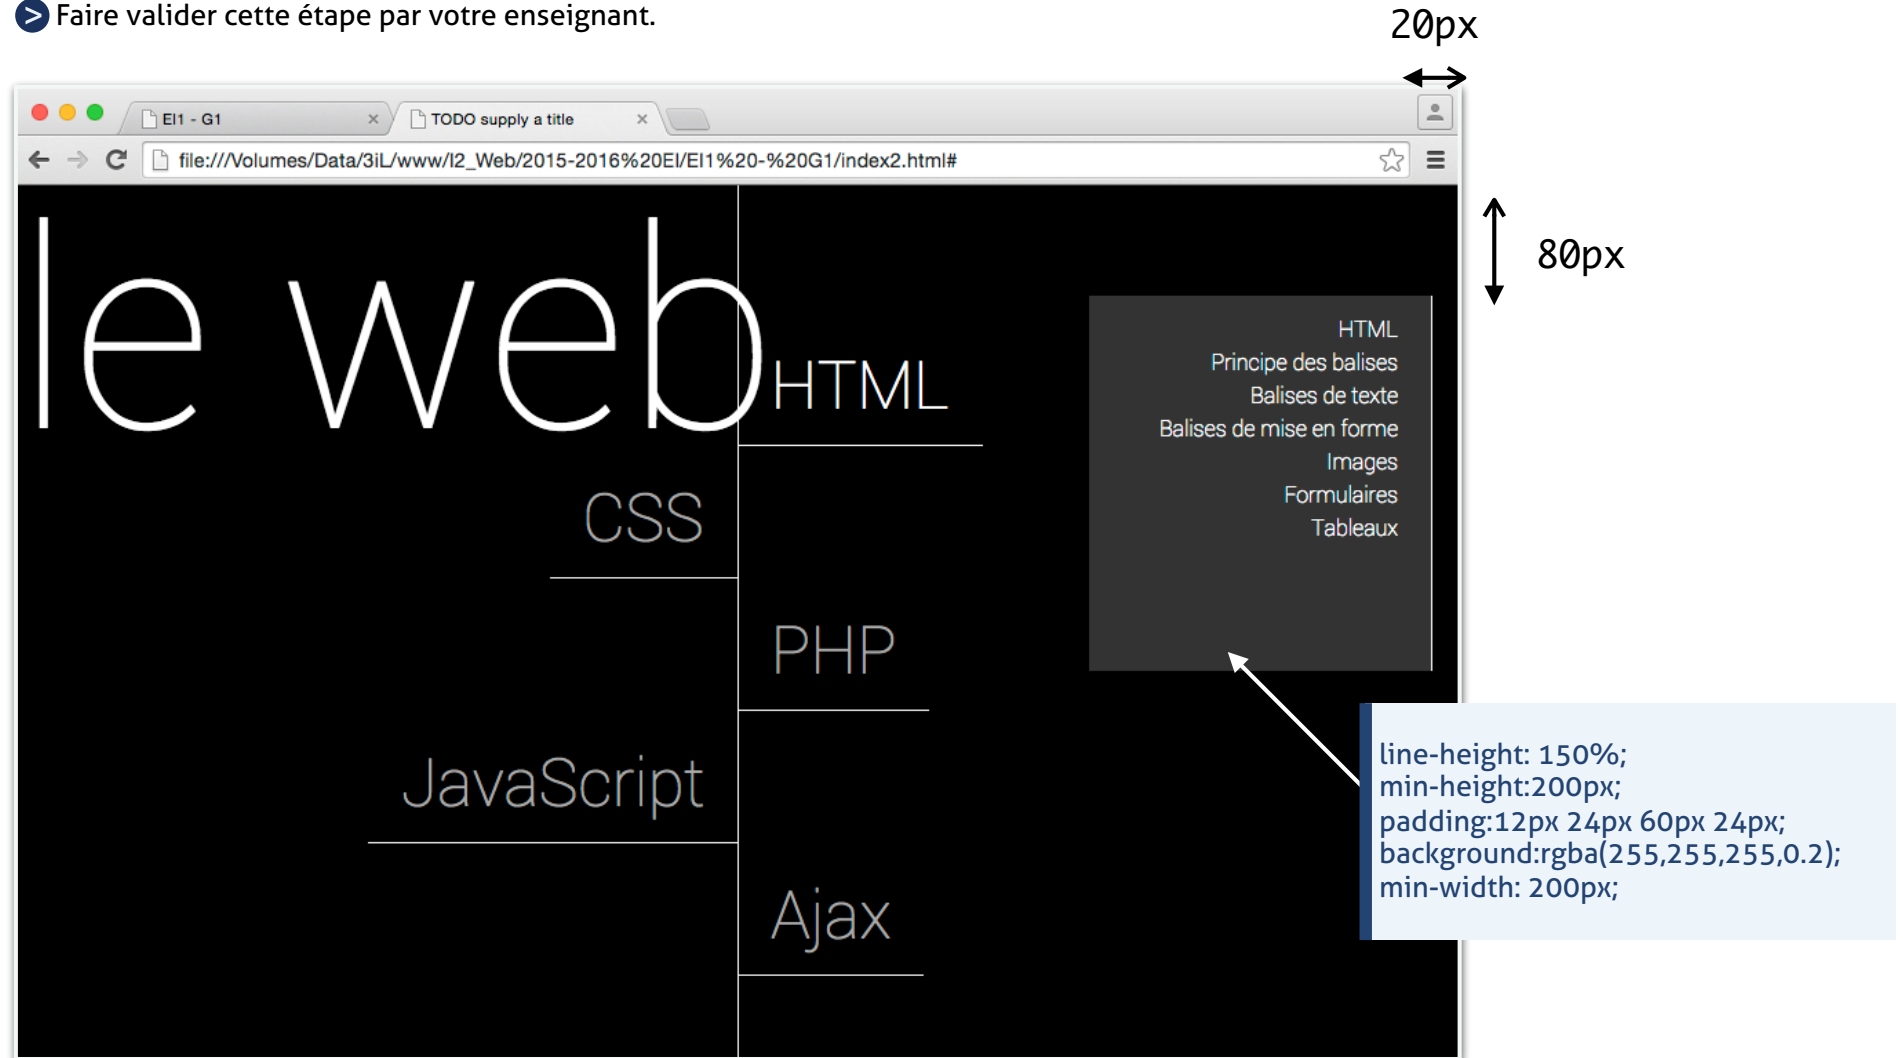 > Faire valider cette étape par votre enseignant.
20px
EI1 - G1
TODO supply a title
file:///Volumes/Data/3iL/www/I2_Web/2015-2016%20EI/EI1%20-%20G1/index2.html#
80px
le web
HTML
CSS
PHP
JavaScript
Ajax
HTML
Principe des balises
Balises de texte
Balises de mise en forme
Images
Formulaires
Tableaux
line-height: 150%;
min-height:200px;
padding:12px 24px 60px 24px;
background:rgba(255,255,255,0.2);
min-width: 200px;